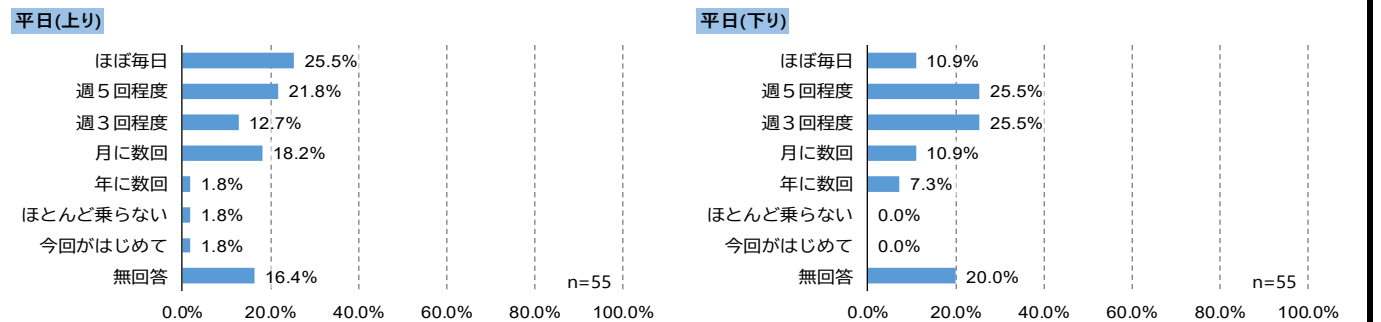 平日(上り)
ほぼ毎日 25.5%
週５回程度 21.8%
週３回程度 12.7%
月に数回 18.2%
年に数回 1.8%
ほとんど乗らない 1.8%
今回がはじめて 1.8%
無回答 16.4%
n=55
0.0% 20.0% 40.0% 60.0% 80.0% 100.0%
平日(下り)
ほぼ毎日 10.9%
週５回程度 25.5%
週３回程度 25.5%
月に数回 10.9%
年に数回 7.3%
ほとんど乗らない 0.0%
今回がはじめて 0.0%
無回答 20.0%
n=55
0.0% 20.0% 40.0% 60.0% 80.0% 100.0%